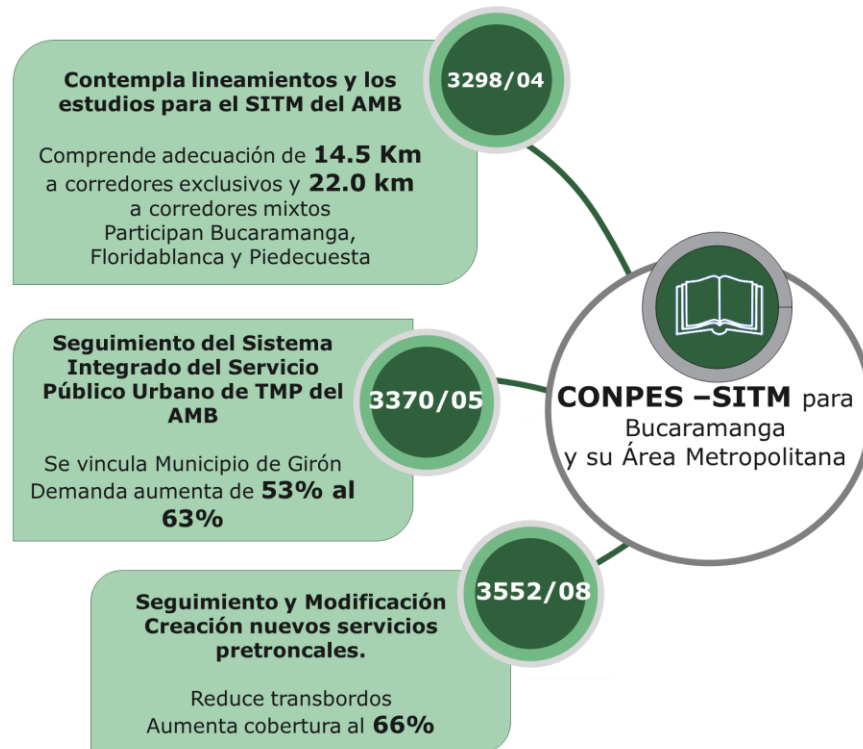 Contempla lineamientos y los
estudios para el SITM del AMB
Comprende adecuación de 14.5 Km
a corredores exclusivos y 22.0 km
a corredores mixtos
Participan Bucaramanga,
Floridablanca y Piedecuesta
3298/04
Seguimiento del Sistema
Integrado del Servicio
Público Urbano de TMP del
AMB
Se vincula Municipio de Girón
Demanda aumenta de 53% al
63%
3370/05
CONPES –SITM para
Bucaramanga
y su Área Metropolitana
Seguimiento y Modificación
Creación nuevos servicios
pretroncales.
Reduce transbordos
Aumenta cobertura al 66%
3552/08